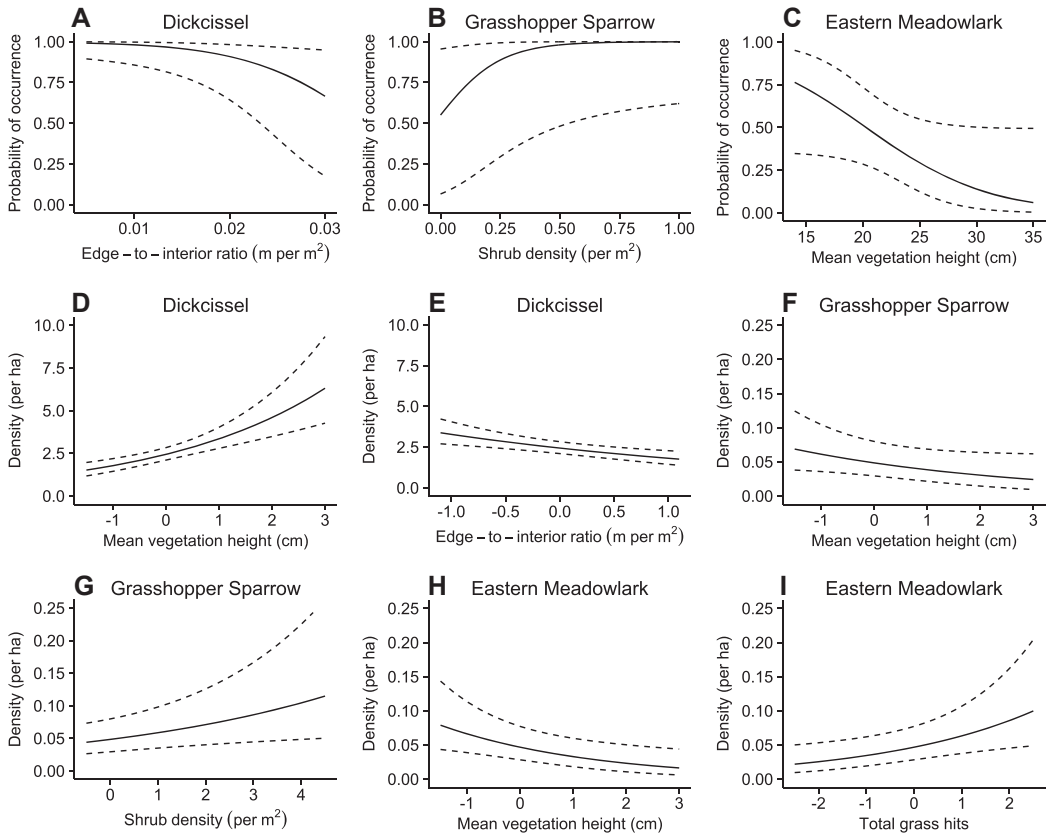 A Dickcissel
Probability of occurrence
1.00
0.75
0.50
0.25
0.00
0.01 0.02 0.03
Edge–to–interior ratio (m per m²)
B Grasshopper Sparrow
Probability of occurrence
1.00
0.75
0.50
0.25
0.00
0.00 0.25 0.50 0.75 1.00
Shrub density (per m²)
C Eastern Meadowlark
Probability of occurrence
1.00
0.75
0.50
0.25
0.00
15 20 25 30 35
Mean vegetation height (cm)
D Dickcissel
Density (per ha)
10.0
7.5
5.0
2.5
0.0
-1 0 1 2 3
Mean vegetation height (cm)
E Dickcissel
Density (per ha)
10.0
7.5
5.0
2.5
0.0
-1.0 -0.5 0.0 0.5 1.0
Edge–to–interior ratio (m per m²)
F Grasshopper Sparrow
Density (per ha)
0.25
0.20
0.15
0.10
0.05
0.00
-1 0 1 2 3
Mean vegetation height (cm)
G Grasshopper Sparrow
Density (per ha)
0.25
0.20
0.15
0.10
0.05
0.00
0 1 2 3 4
Shrub density (per m²)
H Eastern Meadowlark
Density (per ha)
0.25
0.20
0.15
0.10
0.05
0.00
-1 0 1 2 3
Mean vegetation height (cm)
I Eastern Meadowlark
Density (per ha)
0.25
0.20
0.15
0.10
0.05
0.00
-2 -1 0 1 2
Total grass hits